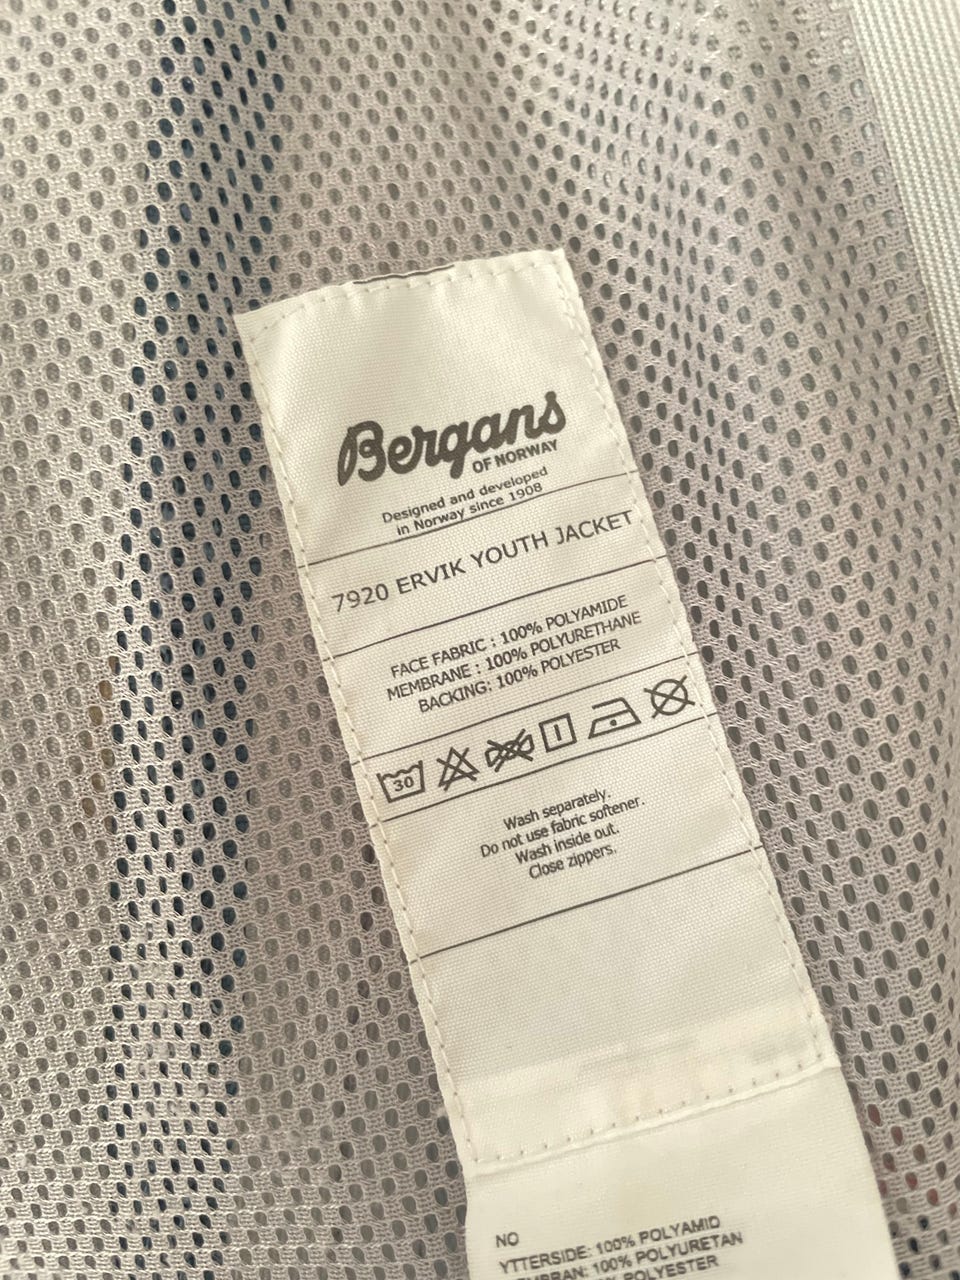 Bergans
OF NORWAY
Designed and developed
in Norway since 1908
7920 ERVIK YOUTH JACKET
FACE FABRIC : 100% POLYAMIDE
MEMBRANE : 100% POLYURETHANE
BACKING: 100% POLYESTER
30
Wash separately.
Do not use fabric softener.
Wash inside out.
Close zippers.
NO
YTTERSIDE: 100% POLYAMID
100% POLYURETAN
POLYESTER